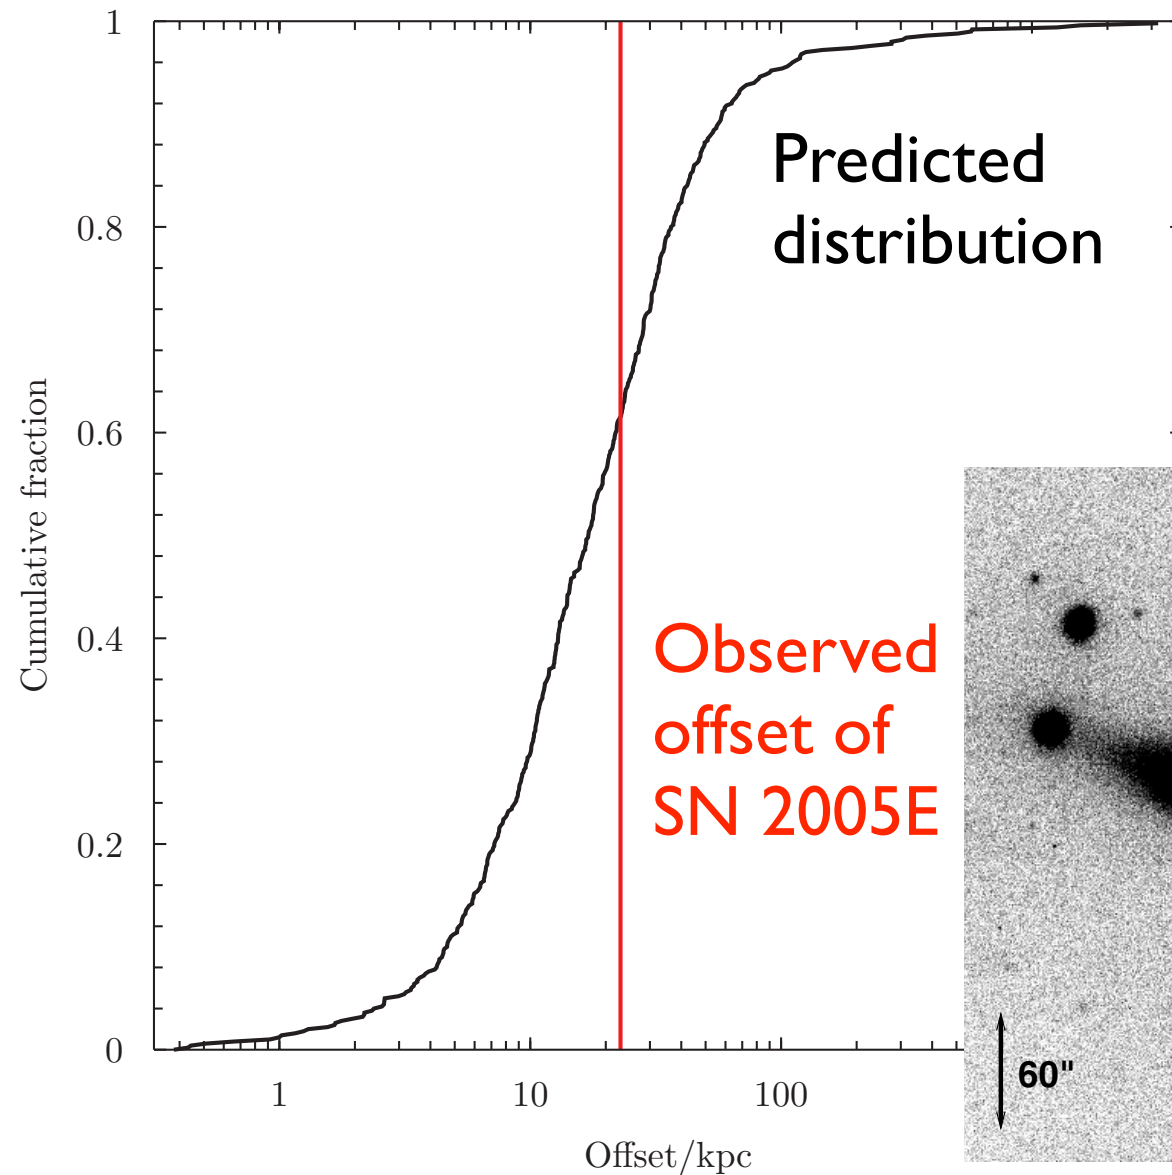 1
0.8
0.6
0.4
0.2
0
Cumulative fraction
Predicted
distribution
Observed
offset of
SN 2005E
60"
1
10
100
Offset/kpc